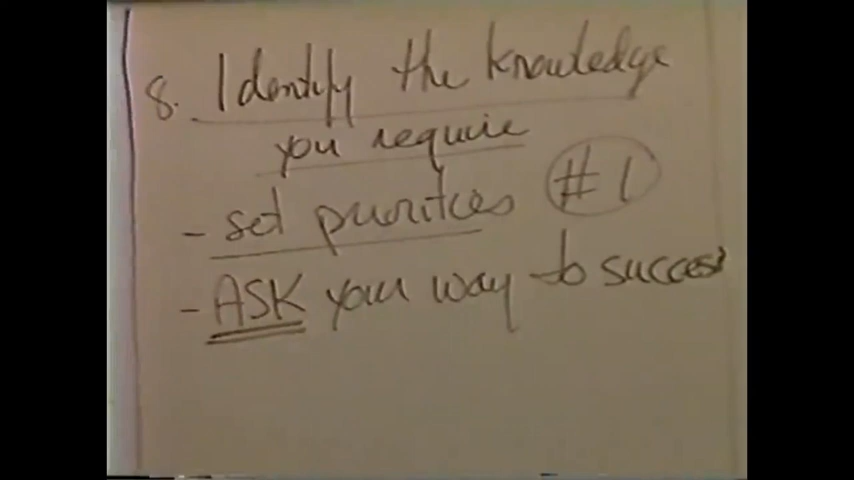 8. Identify the knowledge
you require
- set priorities #1
- ASK your way to success